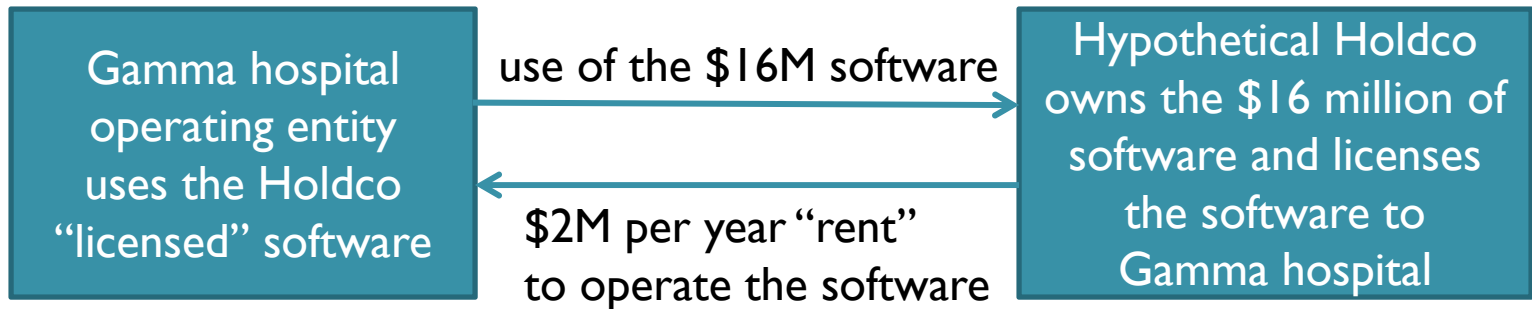 Gamma hospital
operating entity
uses the Holdco
“licensed” software
use of the $16M software
$2M per year “rent”
to operate the software
Hypothetical Holdco
owns the $16 million of
software and licenses
the software to
Gamma hospital